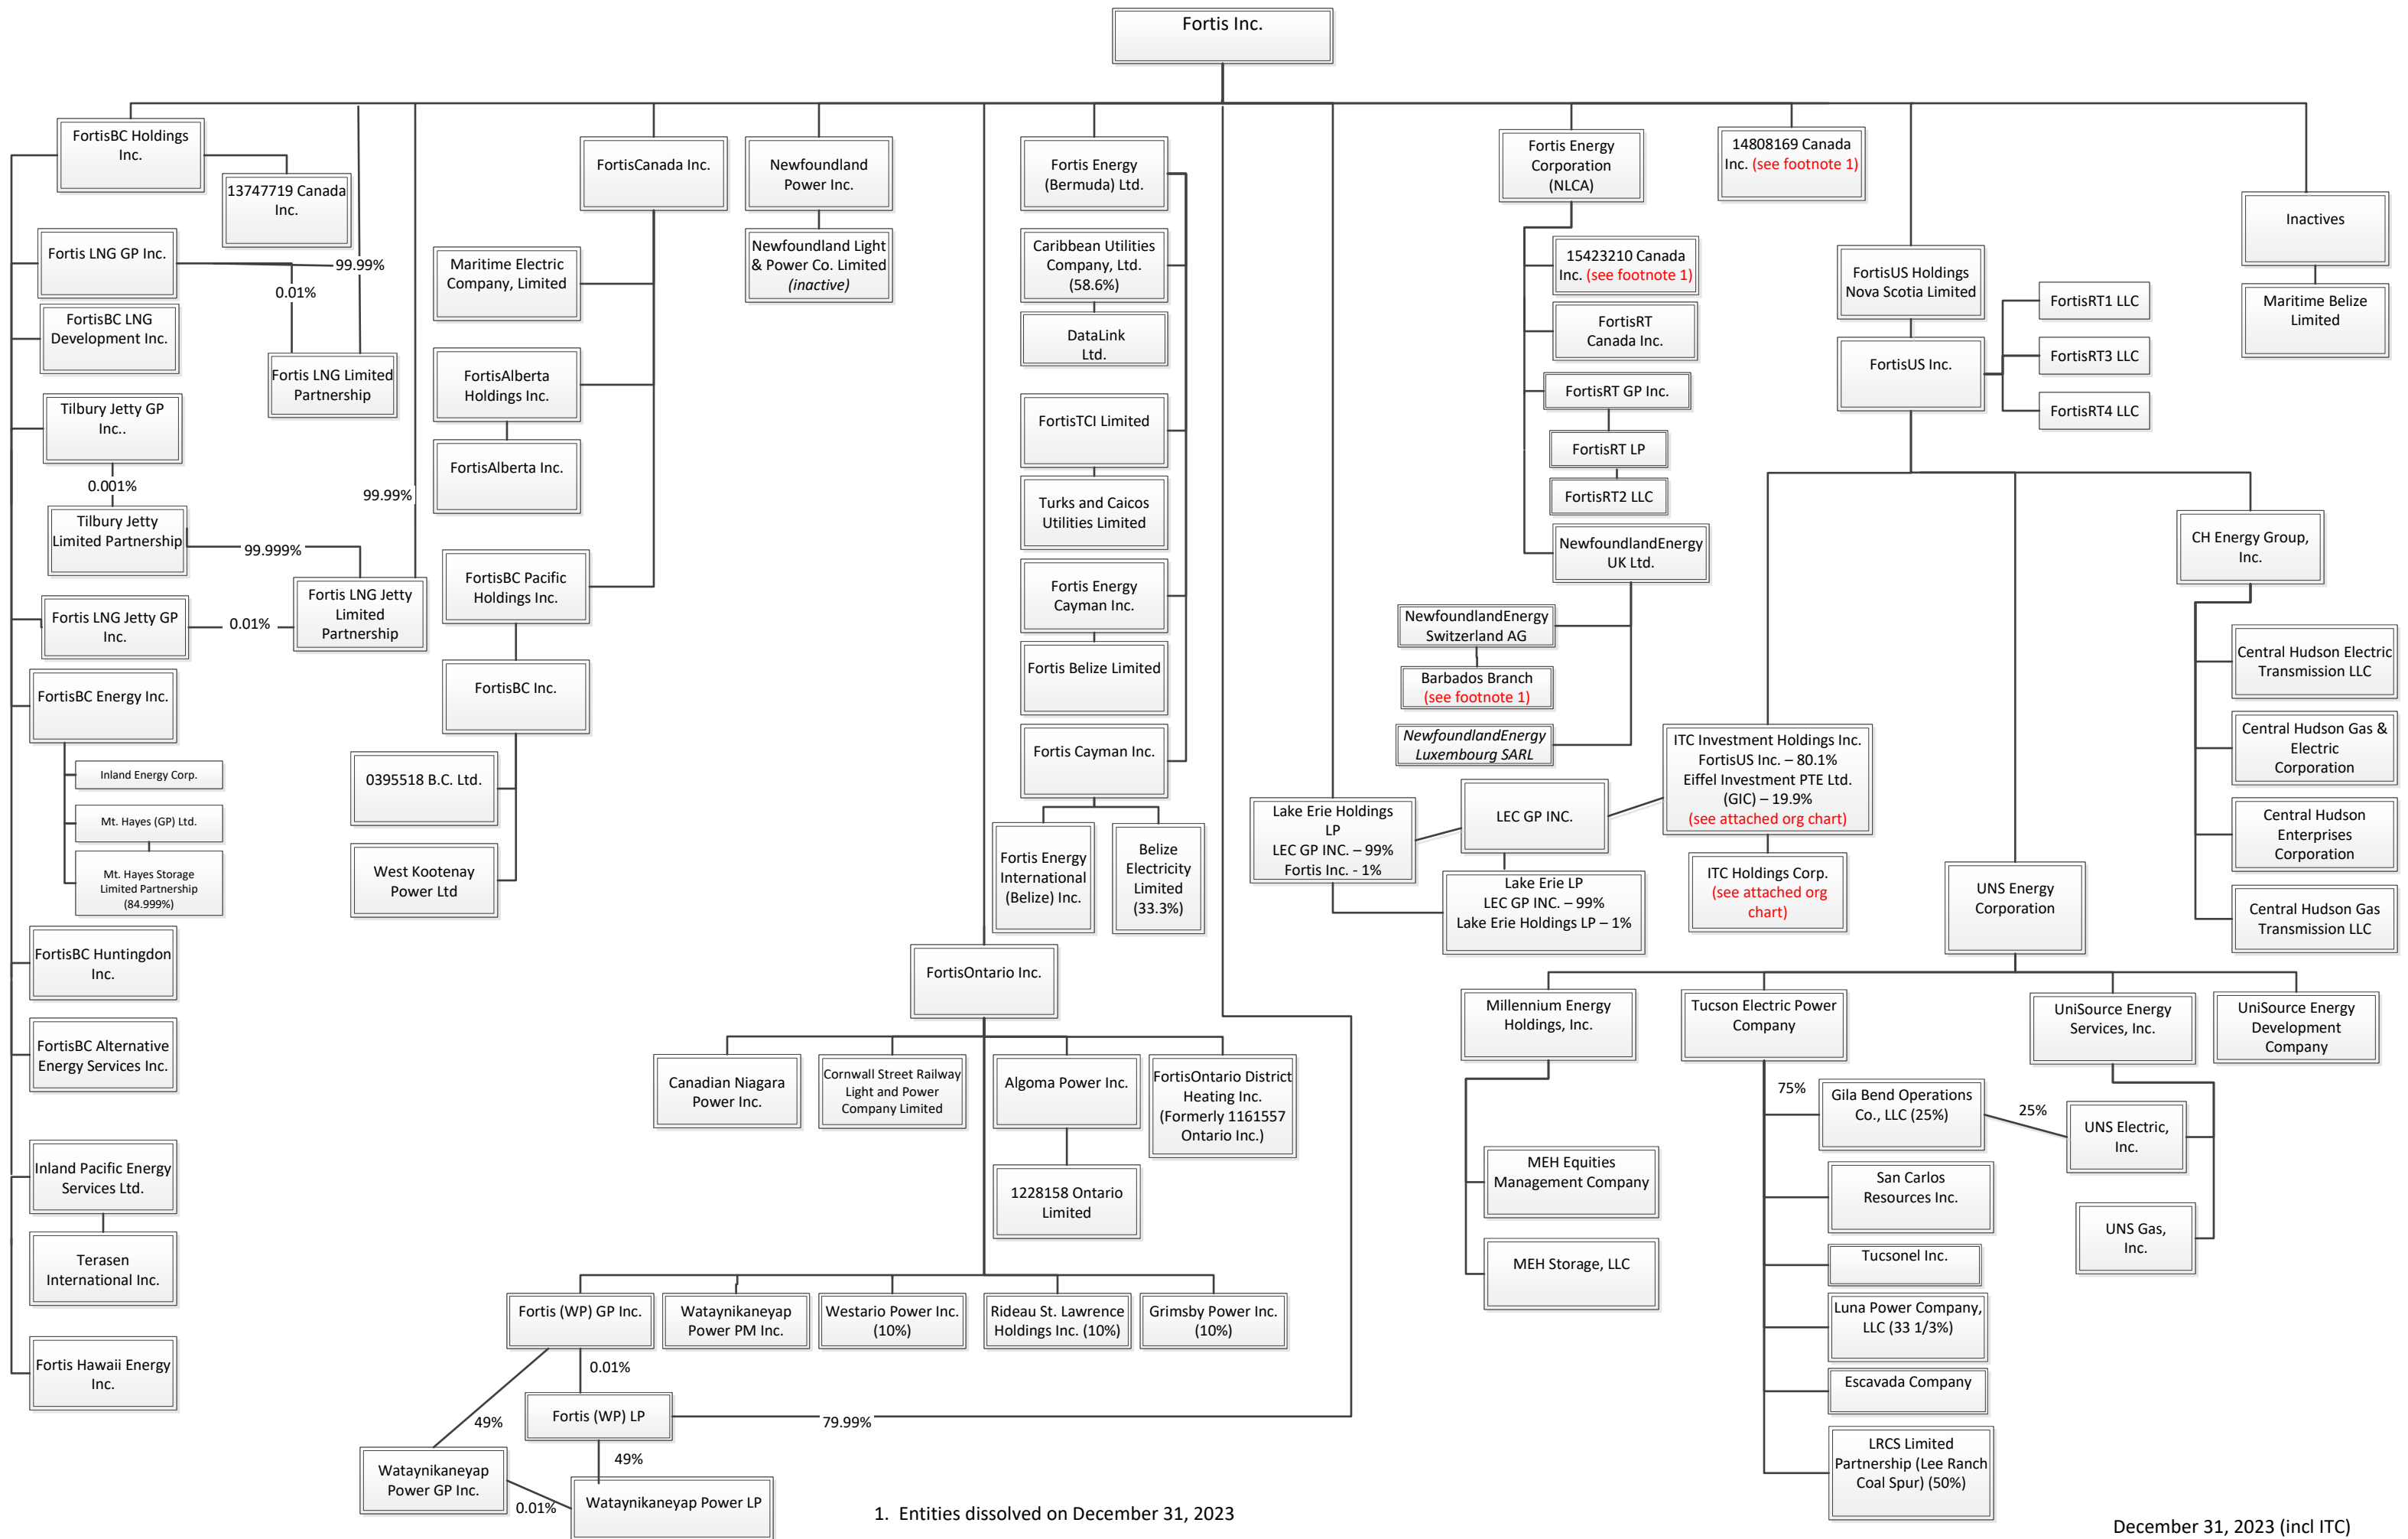 Fortis Inc.
FortisBC Holdings
Inc.
13747719 Canada
Inc.
Fortis LNG GP Inc.
99.99%
0.01%
FortisBC LNG
Development Inc.
Fortis LNG Limited
Partnership
Tilbury Jetty GP
Inc..
0.001%
99.99%
Tilbury Jetty
Limited Partnership
99.999%
Fortis LNG Jetty
Limited
Partnership
Fortis LNG Jetty GP
Inc.
0.01%
FortisBC Energy Inc.
Inland Energy Corp.
Mt. Hayes (GP) Ltd.
Mt. Hayes Storage
Limited Partnership
(84.999%)
FortisBC Huntingdon
Inc.
FortisBC Alternative
Energy Services Inc.
Inland Pacific Energy
Services Ltd.
Terasen
International Inc.
Fortis Hawaii Energy
Inc.
FortisCanada Inc.
Maritime Electric
Company, Limited
FortisAlberta
Holdings Inc.
FortisAlberta Inc.
FortisBC Pacific
Holdings Inc.
FortisBC Inc.
0395518 B.C. Ltd.
West Kootenay
Power Ltd
Newfoundland
Power Inc.
Newfoundland Light
& Power Co. Limited
(inactive)
FortisOntario Inc.
Canadian Niagara
Power Inc.
Cornwall Street Railway
Light and Power
Company Limited
Algoma Power Inc.
FortisOntario District
Heating Inc.
(Formerly 1161557
Ontario Inc.)
1228158 Ontario
Limited
Fortis (WP) GP Inc.
Wataynikaneyap
Power PM Inc.
Westario Power Inc.
(10%)
Rideau St. Lawrence
Holdings Inc. (10%)
Grimsby Power Inc.
(10%)
0.01%
Fortis (WP) LP
79.99%
49%
49%
Wataynikaneyap
Power GP Inc.
0.01%
Wataynikaneyap Power LP
Fortis Energy
(Bermuda) Ltd.
Caribbean Utilities
Company, Ltd.
(58.6%)
DataLink
Ltd.
FortisTCI Limited
Turks and Caicos
Utilities Limited
Fortis Energy
Cayman Inc.
Fortis Belize Limited
Fortis Cayman Inc.
Fortis Energy
International
(Belize) Inc.
Belize
Electricity
Limited
(33.3%)
Lake Erie Holdings
LP
LEC GP INC. – 99%
Fortis Inc. - 1%
LEC GP INC.
Lake Erie LP
LEC GP INC. – 99%
Lake Erie Holdings LP – 1%
Fortis Energy
Corporation
(NLCA)
15423210 Canada
Inc. (see footnote 1)
FortisRT
Canada Inc.
FortisRT GP Inc.
FortisRT LP
FortisRT2 LLC
NewfoundlandEnergy
UK Ltd.
NewfoundlandEnergy
Switzerland AG
Barbados Branch
(see footnote 1)
NewfoundlandEnergy
Luxembourg SARL
14808169 Canada
Inc. (see footnote 1)
FortisUS Holdings
Nova Scotia Limited
FortisUS Inc.
FortisRT1 LLC
FortisRT3 LLC
FortisRT4 LLC
Inactives
Maritime Belize
Limited
ITC Investment Holdings Inc.
FortisUS Inc. – 80.1%
Eiffel Investment PTE Ltd.
(GIC) – 19.9%
(see attached org chart)
ITC Holdings Corp.
(see attached org
chart)
UNS Energy
Corporation
CH Energy Group,
Inc.
Central Hudson Electric
Transmission LLC
Central Hudson Gas &
Electric
Corporation
Central Hudson
Enterprises
Corporation
Central Hudson Gas
Transmission LLC
Millennium Energy
Holdings, Inc.
MEH Equities
Management Company
MEH Storage, LLC
Tucson Electric Power
Company
75%
Gila Bend Operations
Co., LLC (25%)
25%
San Carlos
Resources Inc.
Tucsonel Inc.
Luna Power Company,
LLC (33 1/3%)
Escavada Company
LRCS Limited
Partnership (Lee Ranch
Coal Spur) (50%)
UniSource Energy
Services, Inc.
UNS Electric,
Inc.
UNS Gas,
Inc.
UniSource Energy
Development
Company
1. Entities dissolved on December 31, 2023
December 31, 2023 (incl ITC)